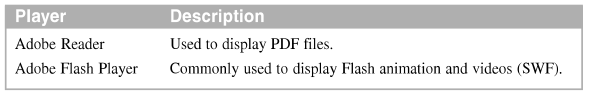 Player Description
Adobe Reader Used to display PDF files.
Adobe Flash Player Commonly used to display Flash animation and videos (SWF).